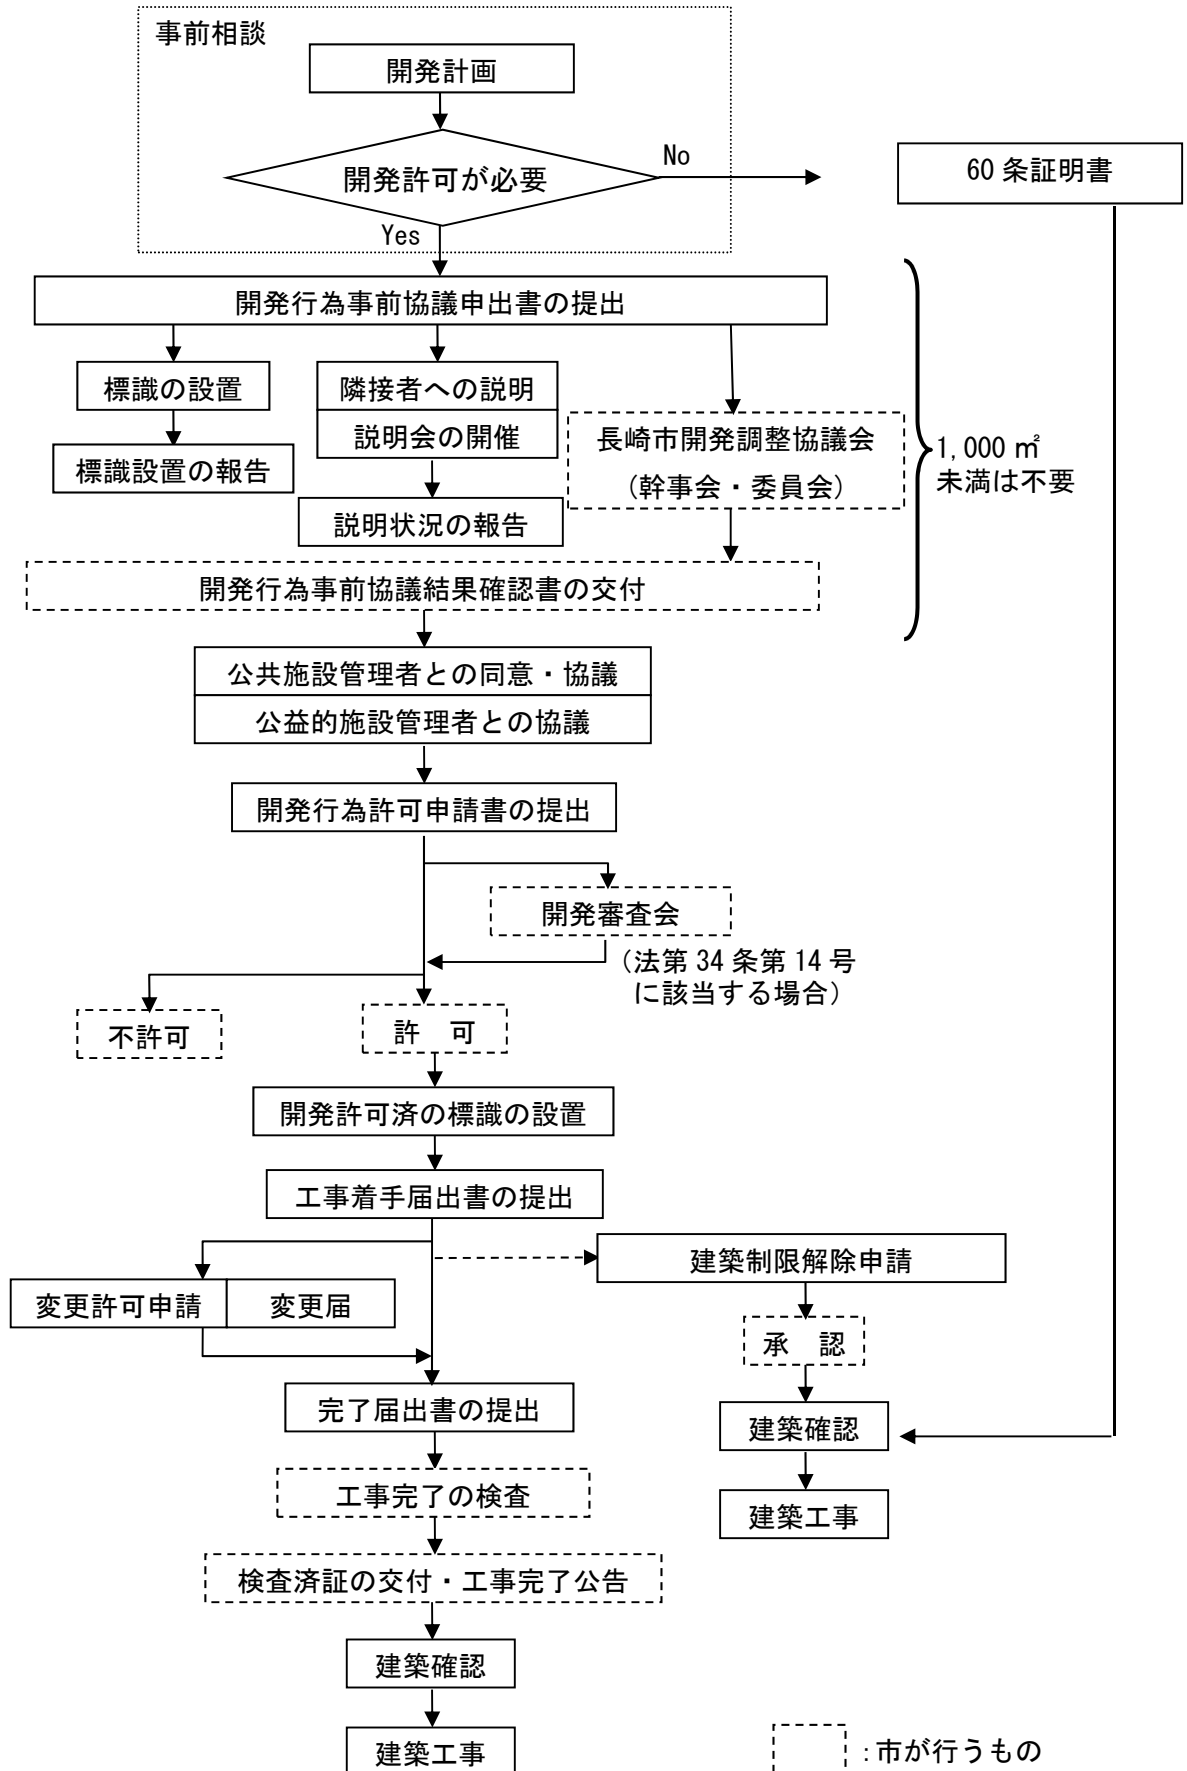 事前相談
開発計画
開発許可が必要
No
60 条証明書
Yes
開発行為事前協議申出書の提出
標識の設置
隣接者への説明
説明会の開催
長崎市開発調整協議会
(幹事会・委員会)
標識設置の報告
説明状況の報告
1,000 ㎡
未満は不要
開発行為事前協議結果確認書の交付
公共施設管理者との同意・協議
公益的施設管理者との協議
開発行為許可申請書の提出
開発審査会
(法第 34 条第 14 号
に該当する場合)
不許可
許 可
開発許可済の標識の設置
工事着手届出書の提出
建築制限解除申請
変更許可申請
変更届
承 認
完了届出書の提出
建築確認
工事完了の検査
建築工事
検査済証の交付・工事完了公告
建築確認
建築工事
:市が行うもの